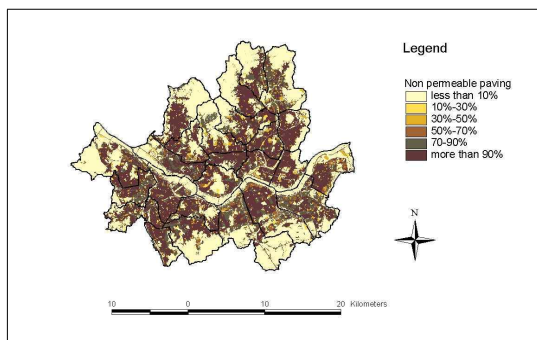 Legend
Non permeable paving
less than 10%
10%-30%
30%-50%
50%-70%
70-90%
more than 90%
N
10 0 10 20 Kilometers